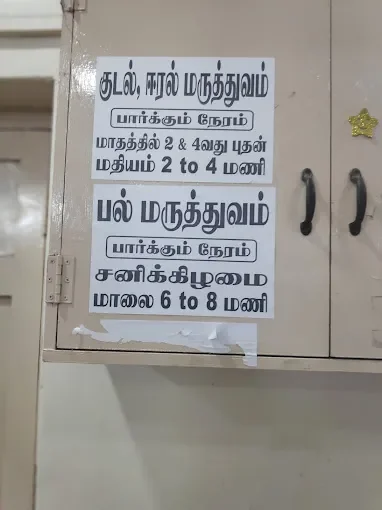 குடல், ஈரல் மருத்துவம்
பார்க்கும் நேரம்
மாதத்தில் 2 & 4வது புதன்
மதியம் 2 to 4 மணி
பல் மருத்துவம்
பார்க்கும் நேரம்
சனிக்கிழமை
மாலை 6 to 8 மணி